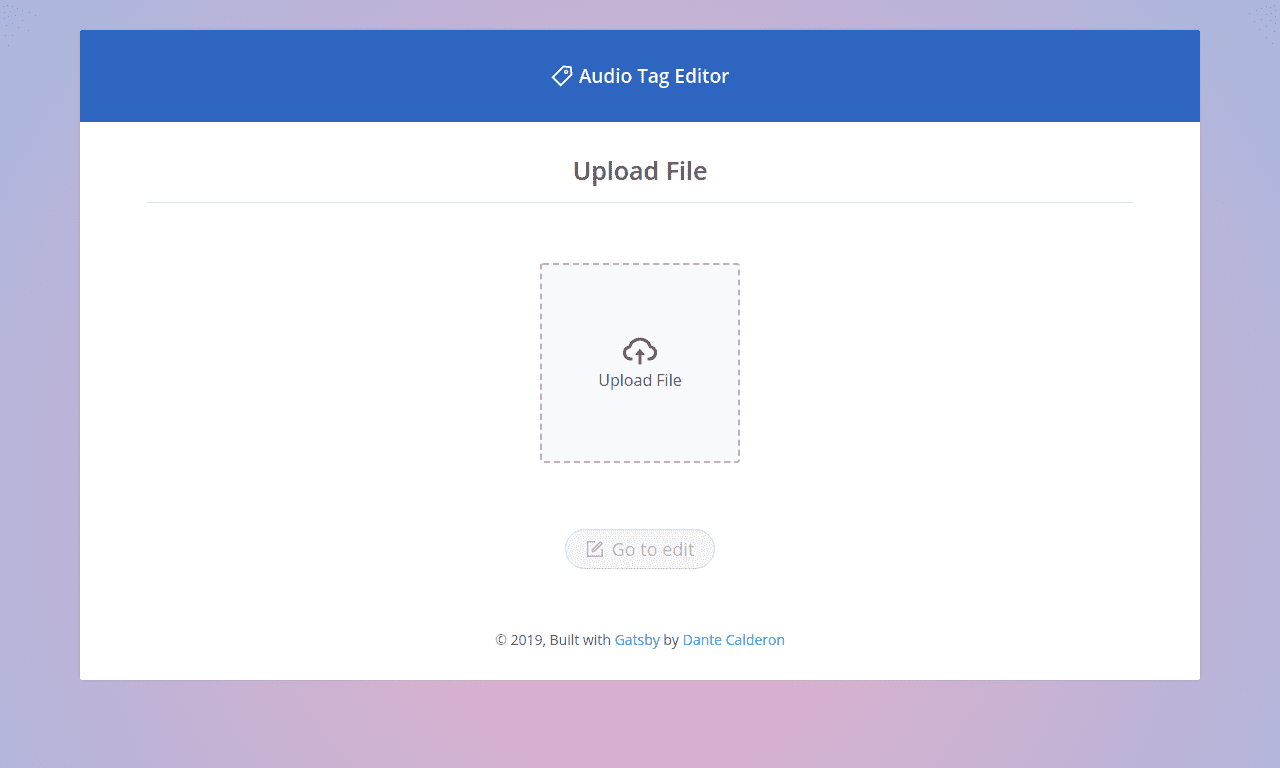 Audio Tag Editor
Upload File
Upload File
Go to edit
© 2019, Built with Gatsby by Dante Calderon